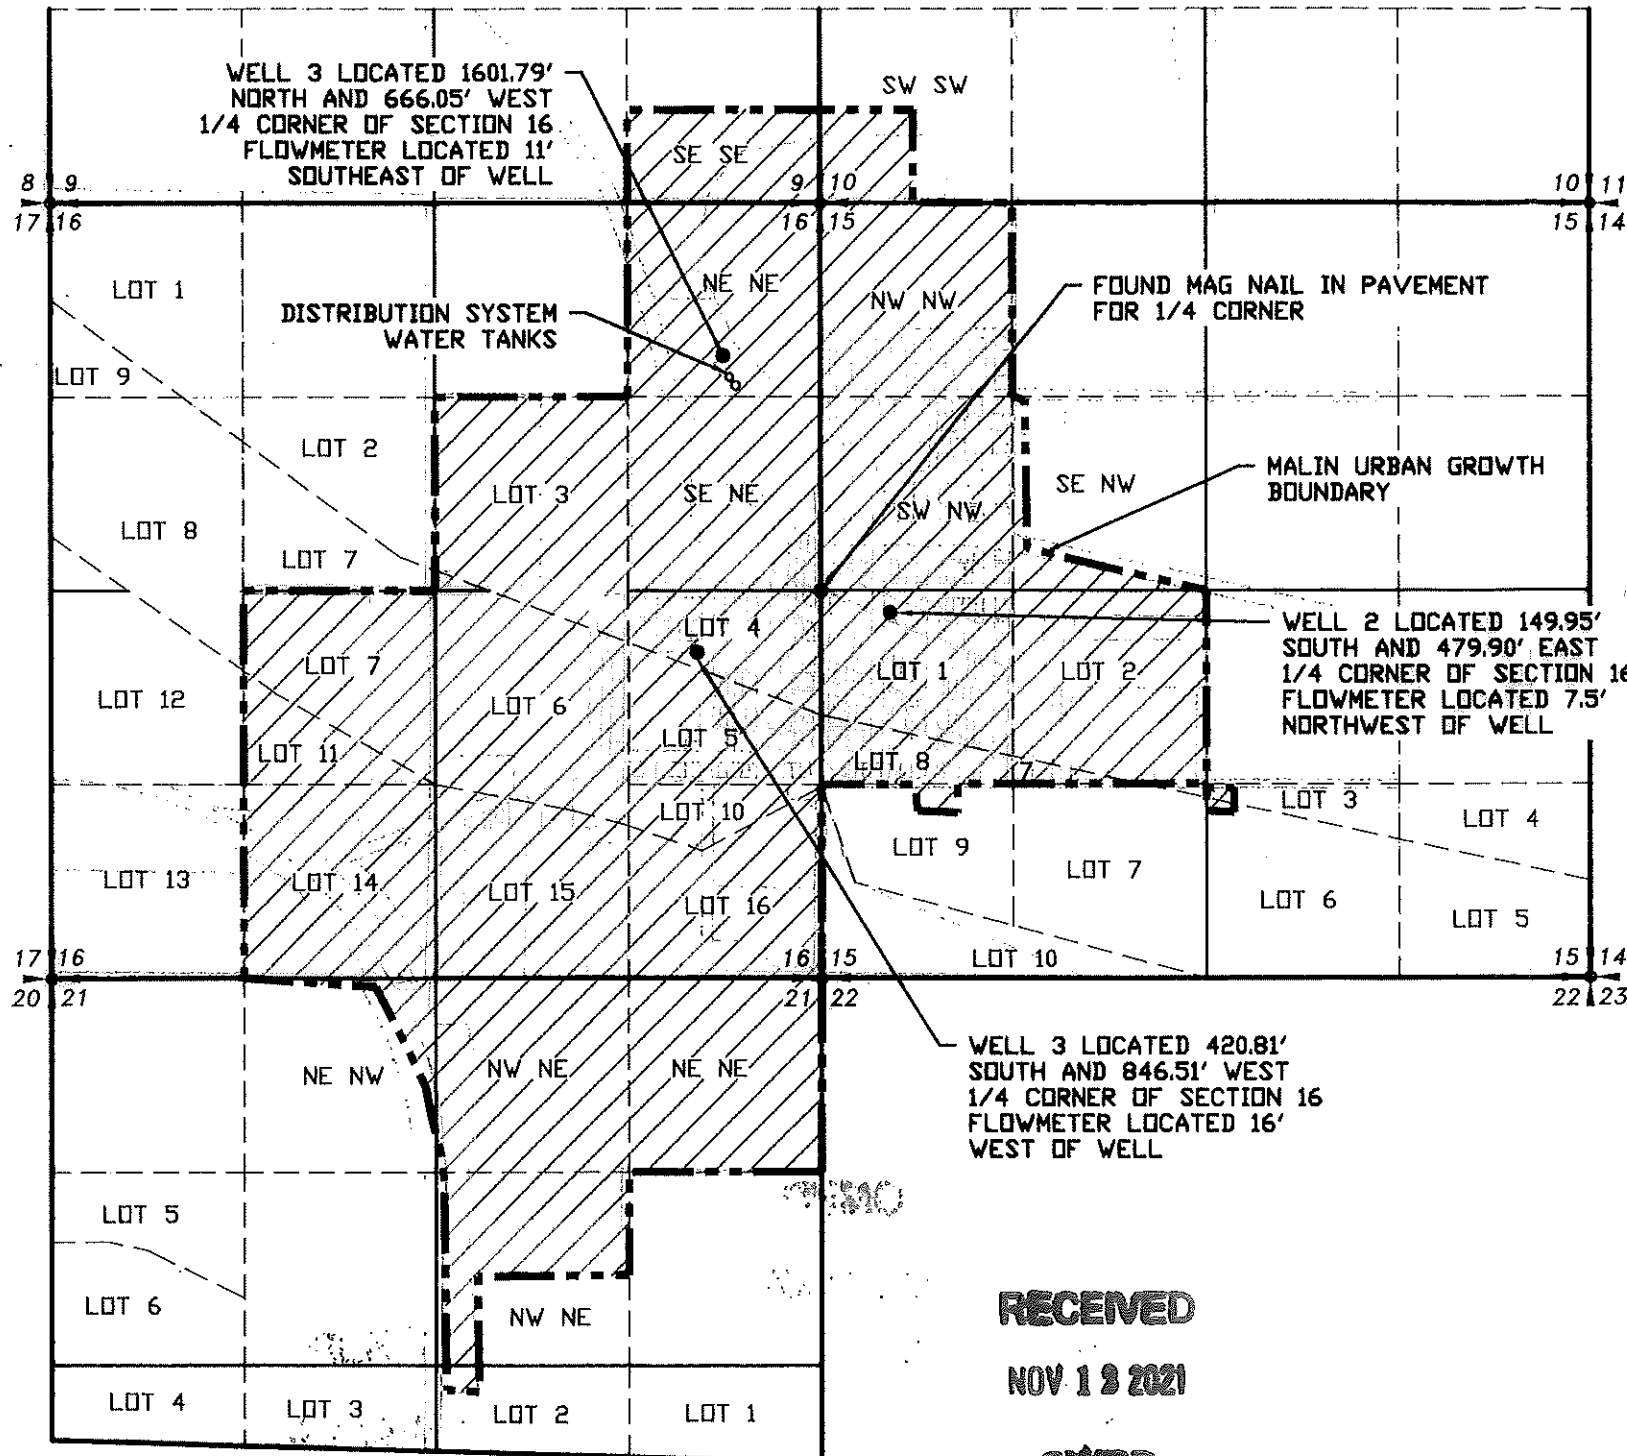 WELL 3 LOCATED 1601.79'
NORTH AND 666.05' WEST
1/4 CORNER OF SECTION 16
FLOWMETER LOCATED 11'
SOUTHEAST OF WELL
SW SW
SE SE
8 9
9 10
10 11
17 16
16 15
15 14
LOT 1
NE NE
NW NW
FOUND MAG NAIL IN PAVEMENT
FOR 1/4 CORNER
DISTRIBUTION SYSTEM
WATER TANKS
LOT 9
LOT 2
LOT 3
SE NE
SW NW
SE NW
MALIN URBAN GROWTH
BOUNDARY
LOT 8
LOT 7
LOT 4
WELL 2 LOCATED 149.95'
SOUTH AND 479.90' EAST
1/4 CORNER OF SECTION 16
FLOWMETER LOCATED 7.5'
NORTHWEST OF WELL
LOT 7
LOT 1
LOT 2
LOT 12
LOT 6
LOT 11
LOT 5
LOT 8
7
LOT 10
LOT 3
LOT 4
LOT 9
LOT 7
LOT 13
LOT 14
LOT 15
LOT 16
LOT 6
LOT 5
LOT 10
17 16
16 15
15 14
20 21
21 22
22 23
WELL 3 LOCATED 420.81'
SOUTH AND 846.51' WEST
1/4 CORNER OF SECTION 16
FLOWMETER LOCATED 16'
WEST OF WELL
NE NW
NW NE
NE NE
LOT 5
LOT 6
NW NE
RECEIVED
NOV 19 2021
LOT 4
LOT 3
LOT 2
LOT 1